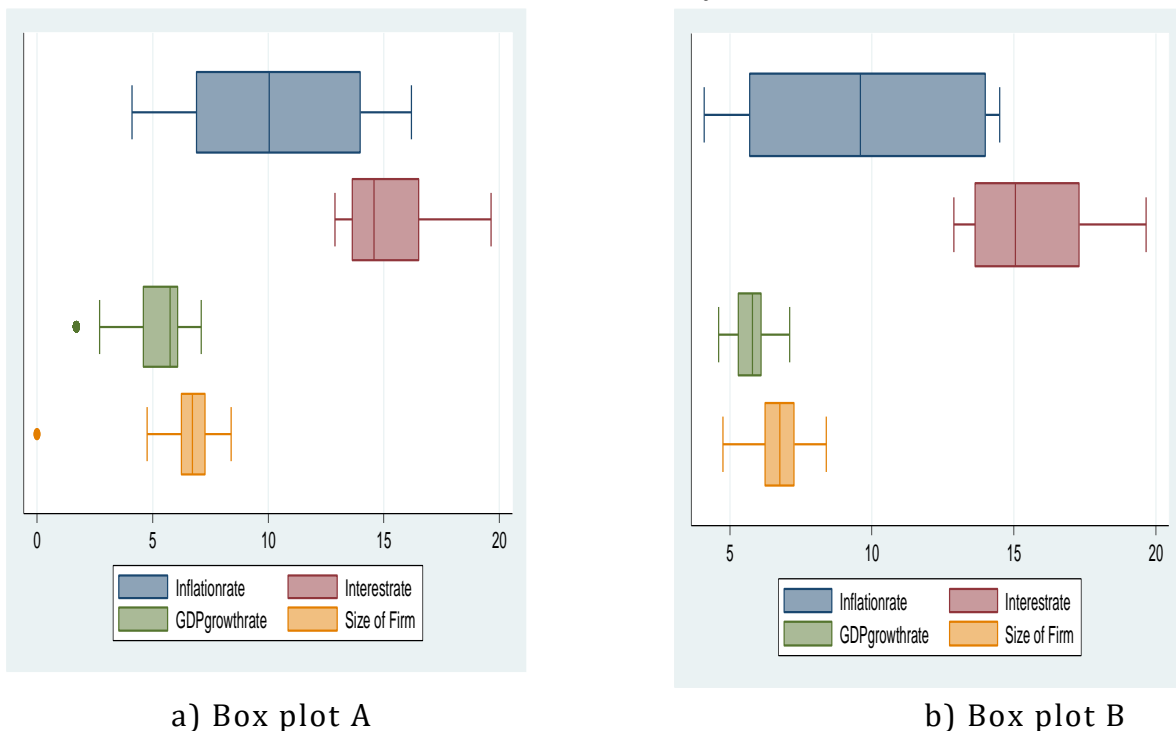 0 5 10 15 20
Inflationrate Interestrate
GDPgrowthrate Size of Firm
a) Box plot A
5 10 15 20
Inflationrate Interestrate
GDPgrowthrate Size of Firm
b) Box plot B